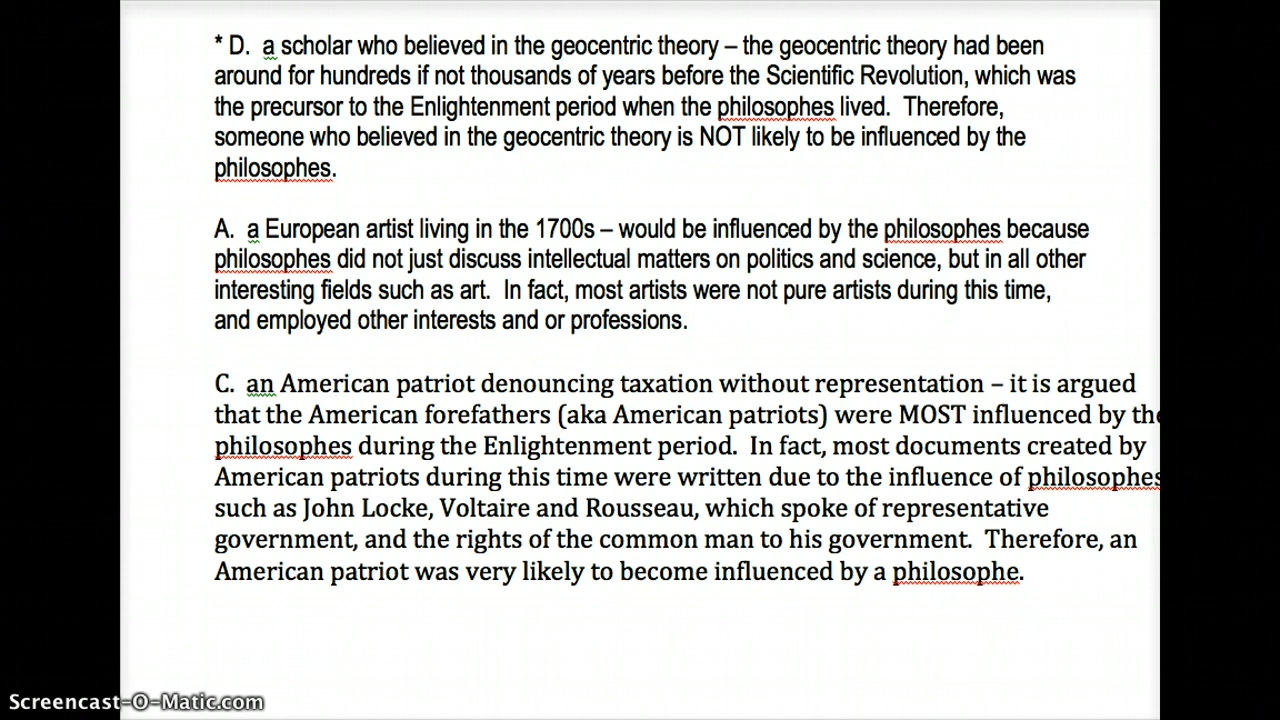 * D.  a scholar who believed in the geocentric theory – the geocentric theory had been
around for hundreds if not thousands of years before the Scientific Revolution, which was
the precursor to the Enlightenment period when the philosophes lived.  Therefore,
someone who believed in the geocentric theory is NOT likely to be influenced by the
philosophes.
A.  a European artist living in the 1700s – would be influenced by the philosophes because
philosophes did not just discuss intellectual matters on politics and science, but in all other
interesting fields such as art.  In fact, most artists were not pure artists during this time,
and employed other interests and or professions.
C.  an American patriot denouncing taxation without representation – it is argued
that the American forefathers (aka American patriots) were MOST influenced by the
philosophes during the Enlightenment period.  In fact, most documents created by
American patriots during this time were written due to the influence of philosophes
such as John Locke, Voltaire and Rousseau, which spoke of representative
government, and the rights of the common man to his government.  Therefore, an
American patriot was very likely to become influenced by a philosophe.
Screencast-O-Matic.com